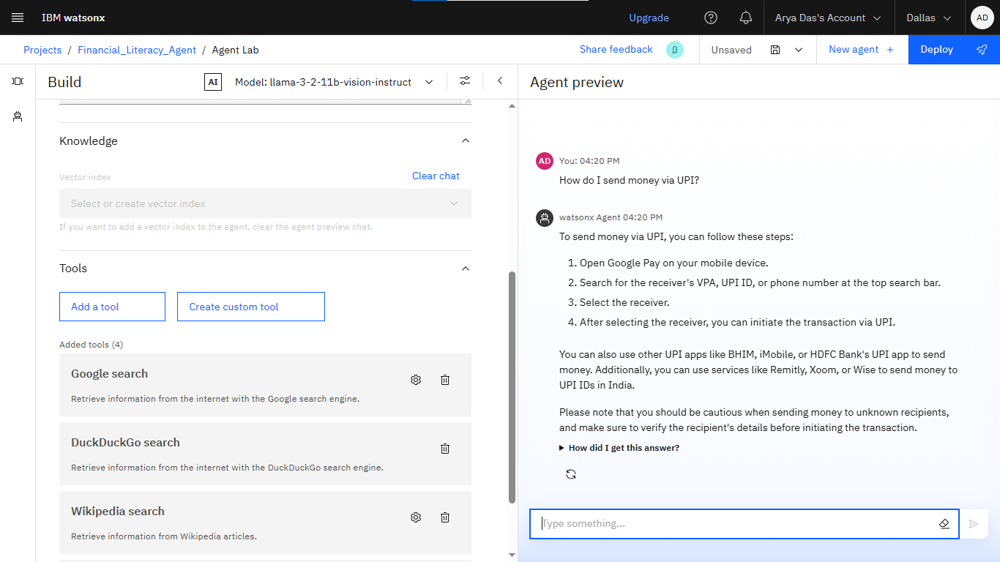 IBM watsonx
Upgrade
Arya Das's Account
Dallas
AD
Projects / Financial_Literacy_Agent / Agent Lab
Share feedback
β
Unsaved
New agent +
Deploy
Build
AI
Model: llama-3-2-11b-vision-instruct
Knowledge
Vector index
Clear chat
Select or create vector index
If you want to add a vector index to the agent, clear the agent preview chat.
Tools
Add a tool
Create custom tool
Added tools (4)
Google search
Retrieve information from the internet with the Google search engine.
DuckDuckGo search
Retrieve information from the internet with the DuckDuckGo search engine.
Wikipedia search
Retrieve information from Wikipedia articles.
Agent preview
AD
You: 04:20 PM
How do I send money via UPI?
watsonx Agent 04:20 PM
To send money via UPI, you can follow these steps:
1. Open Google Pay on your mobile device.
2. Search for the receiver's VPA, UPI ID, or phone number at the top search bar.
3. Select the receiver.
4. After selecting the receiver, you can initiate the transaction via UPI.
You can also use other UPI apps like BHIM, iMobile, or HDFC Bank's UPI app to send
money. Additionally, you can use services like Remitly, Xoom, or Wise to send money to
UPI IDs in India.
Please note that you should be cautious when sending money to unknown recipients,
and make sure to verify the recipient's details before initiating the transaction.
How did I get this answer?
Type something...